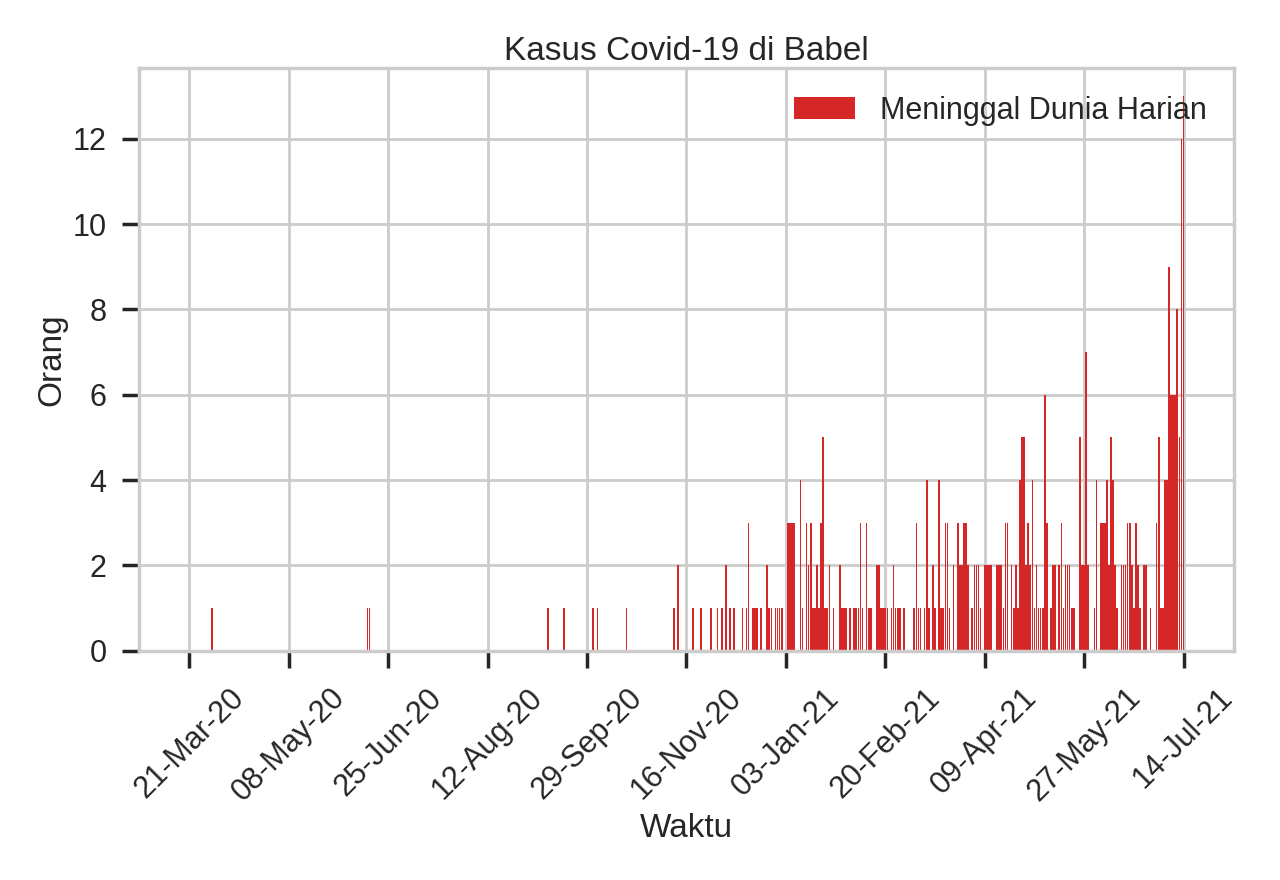 Kasus Covid-19 di Babel
Meninggal Dunia Harian
12
10
8
6
4
2
0
Orang
21-Mar-20
08-May-20
25-Jun-20
12-Aug-20
29-Sep-20
16-Nov-20
03-Jan-21
20-Feb-21
09-Apr-21
27-May-21
14-Jul-21
Waktu